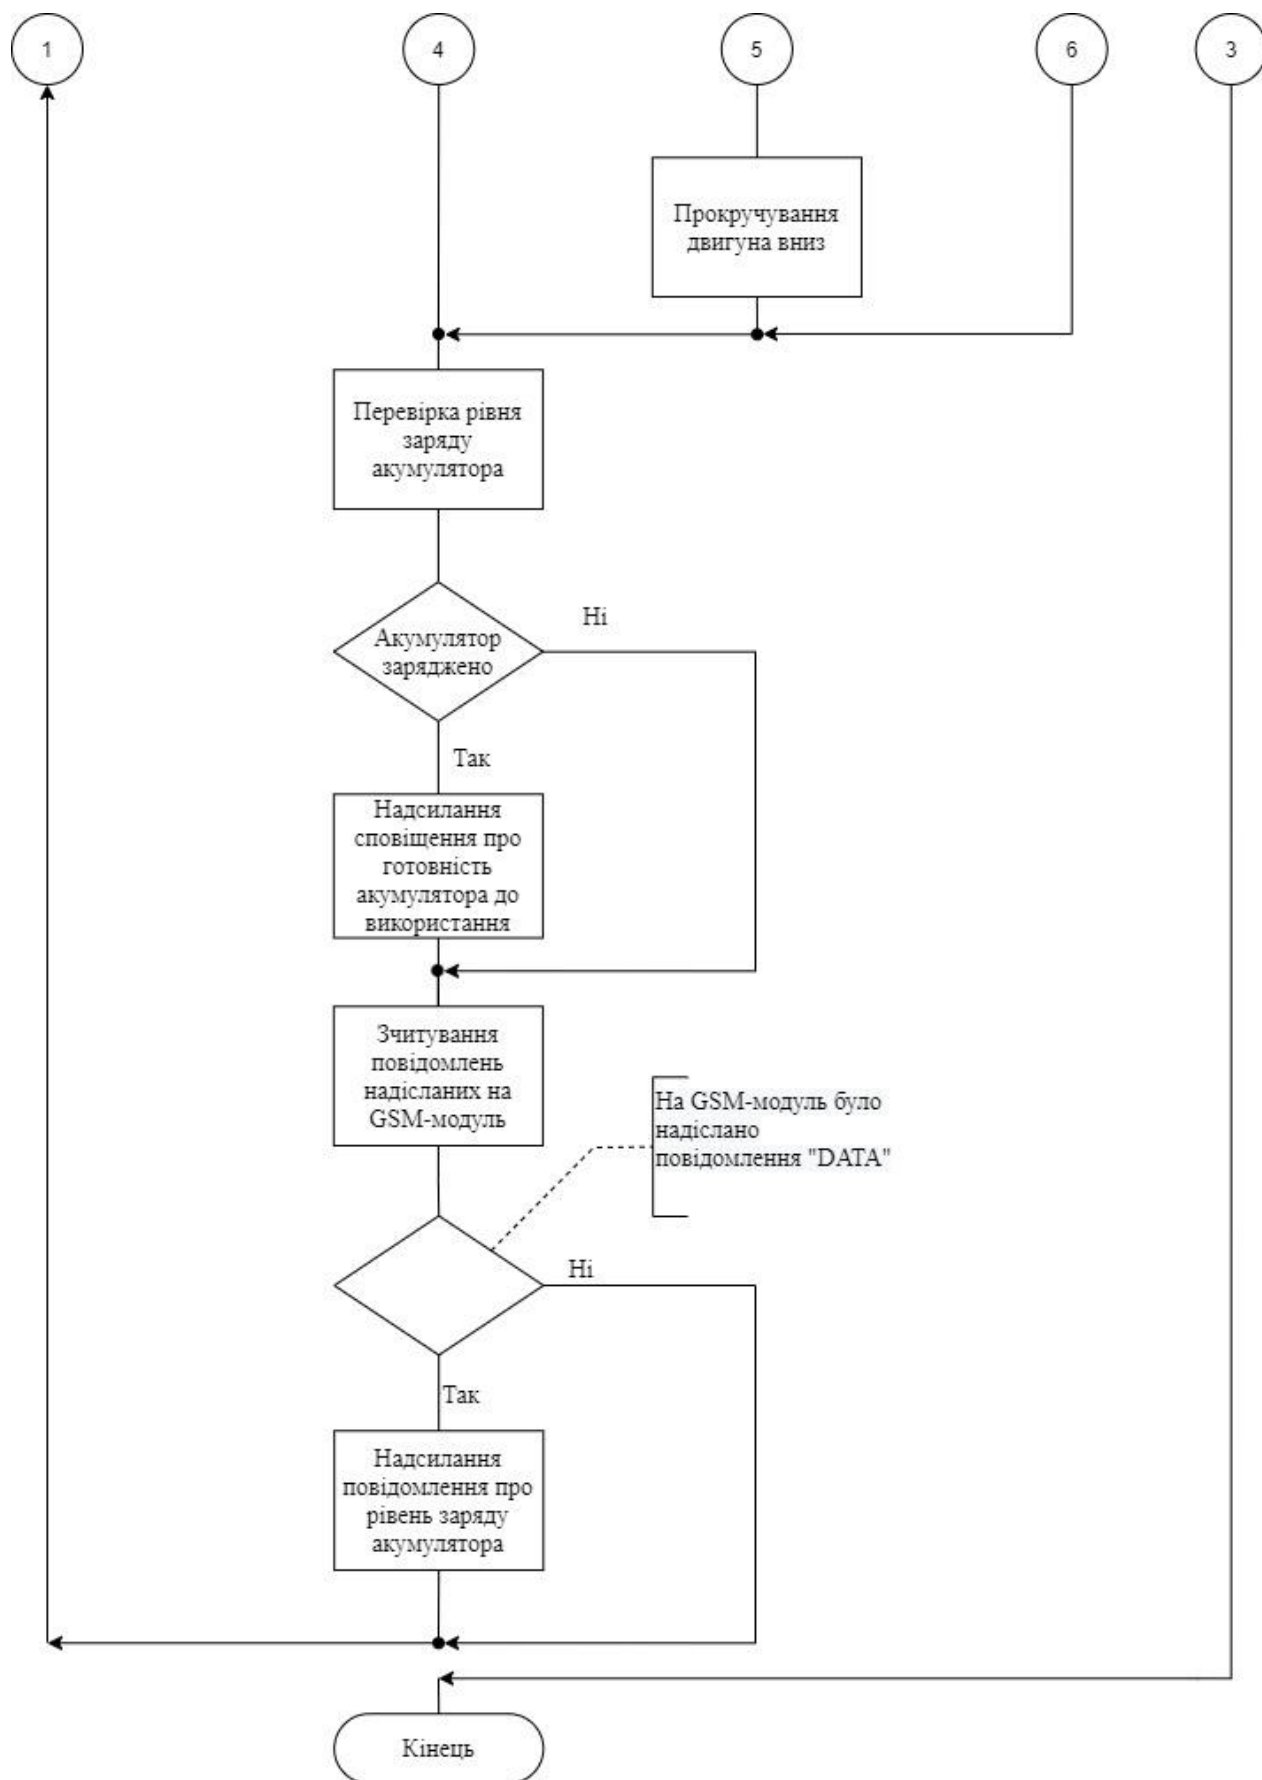 1
4
5
6
3
Прокручування
двигуна вниз
Перевірка рівня
заряду
акумулятора
Ні
Акумулятор
заряджено
Так
Надсилання
сповіщення про
готовність
акумулятора до
використання
Зчитування
повідомлень
надісланих на
GSM-модуль
На GSM-модуль було
надіслано
повідомлення "DATA"
Ні
Так
Надсилання
повідомлення про
рівень заряду
акумулятора
Кінець